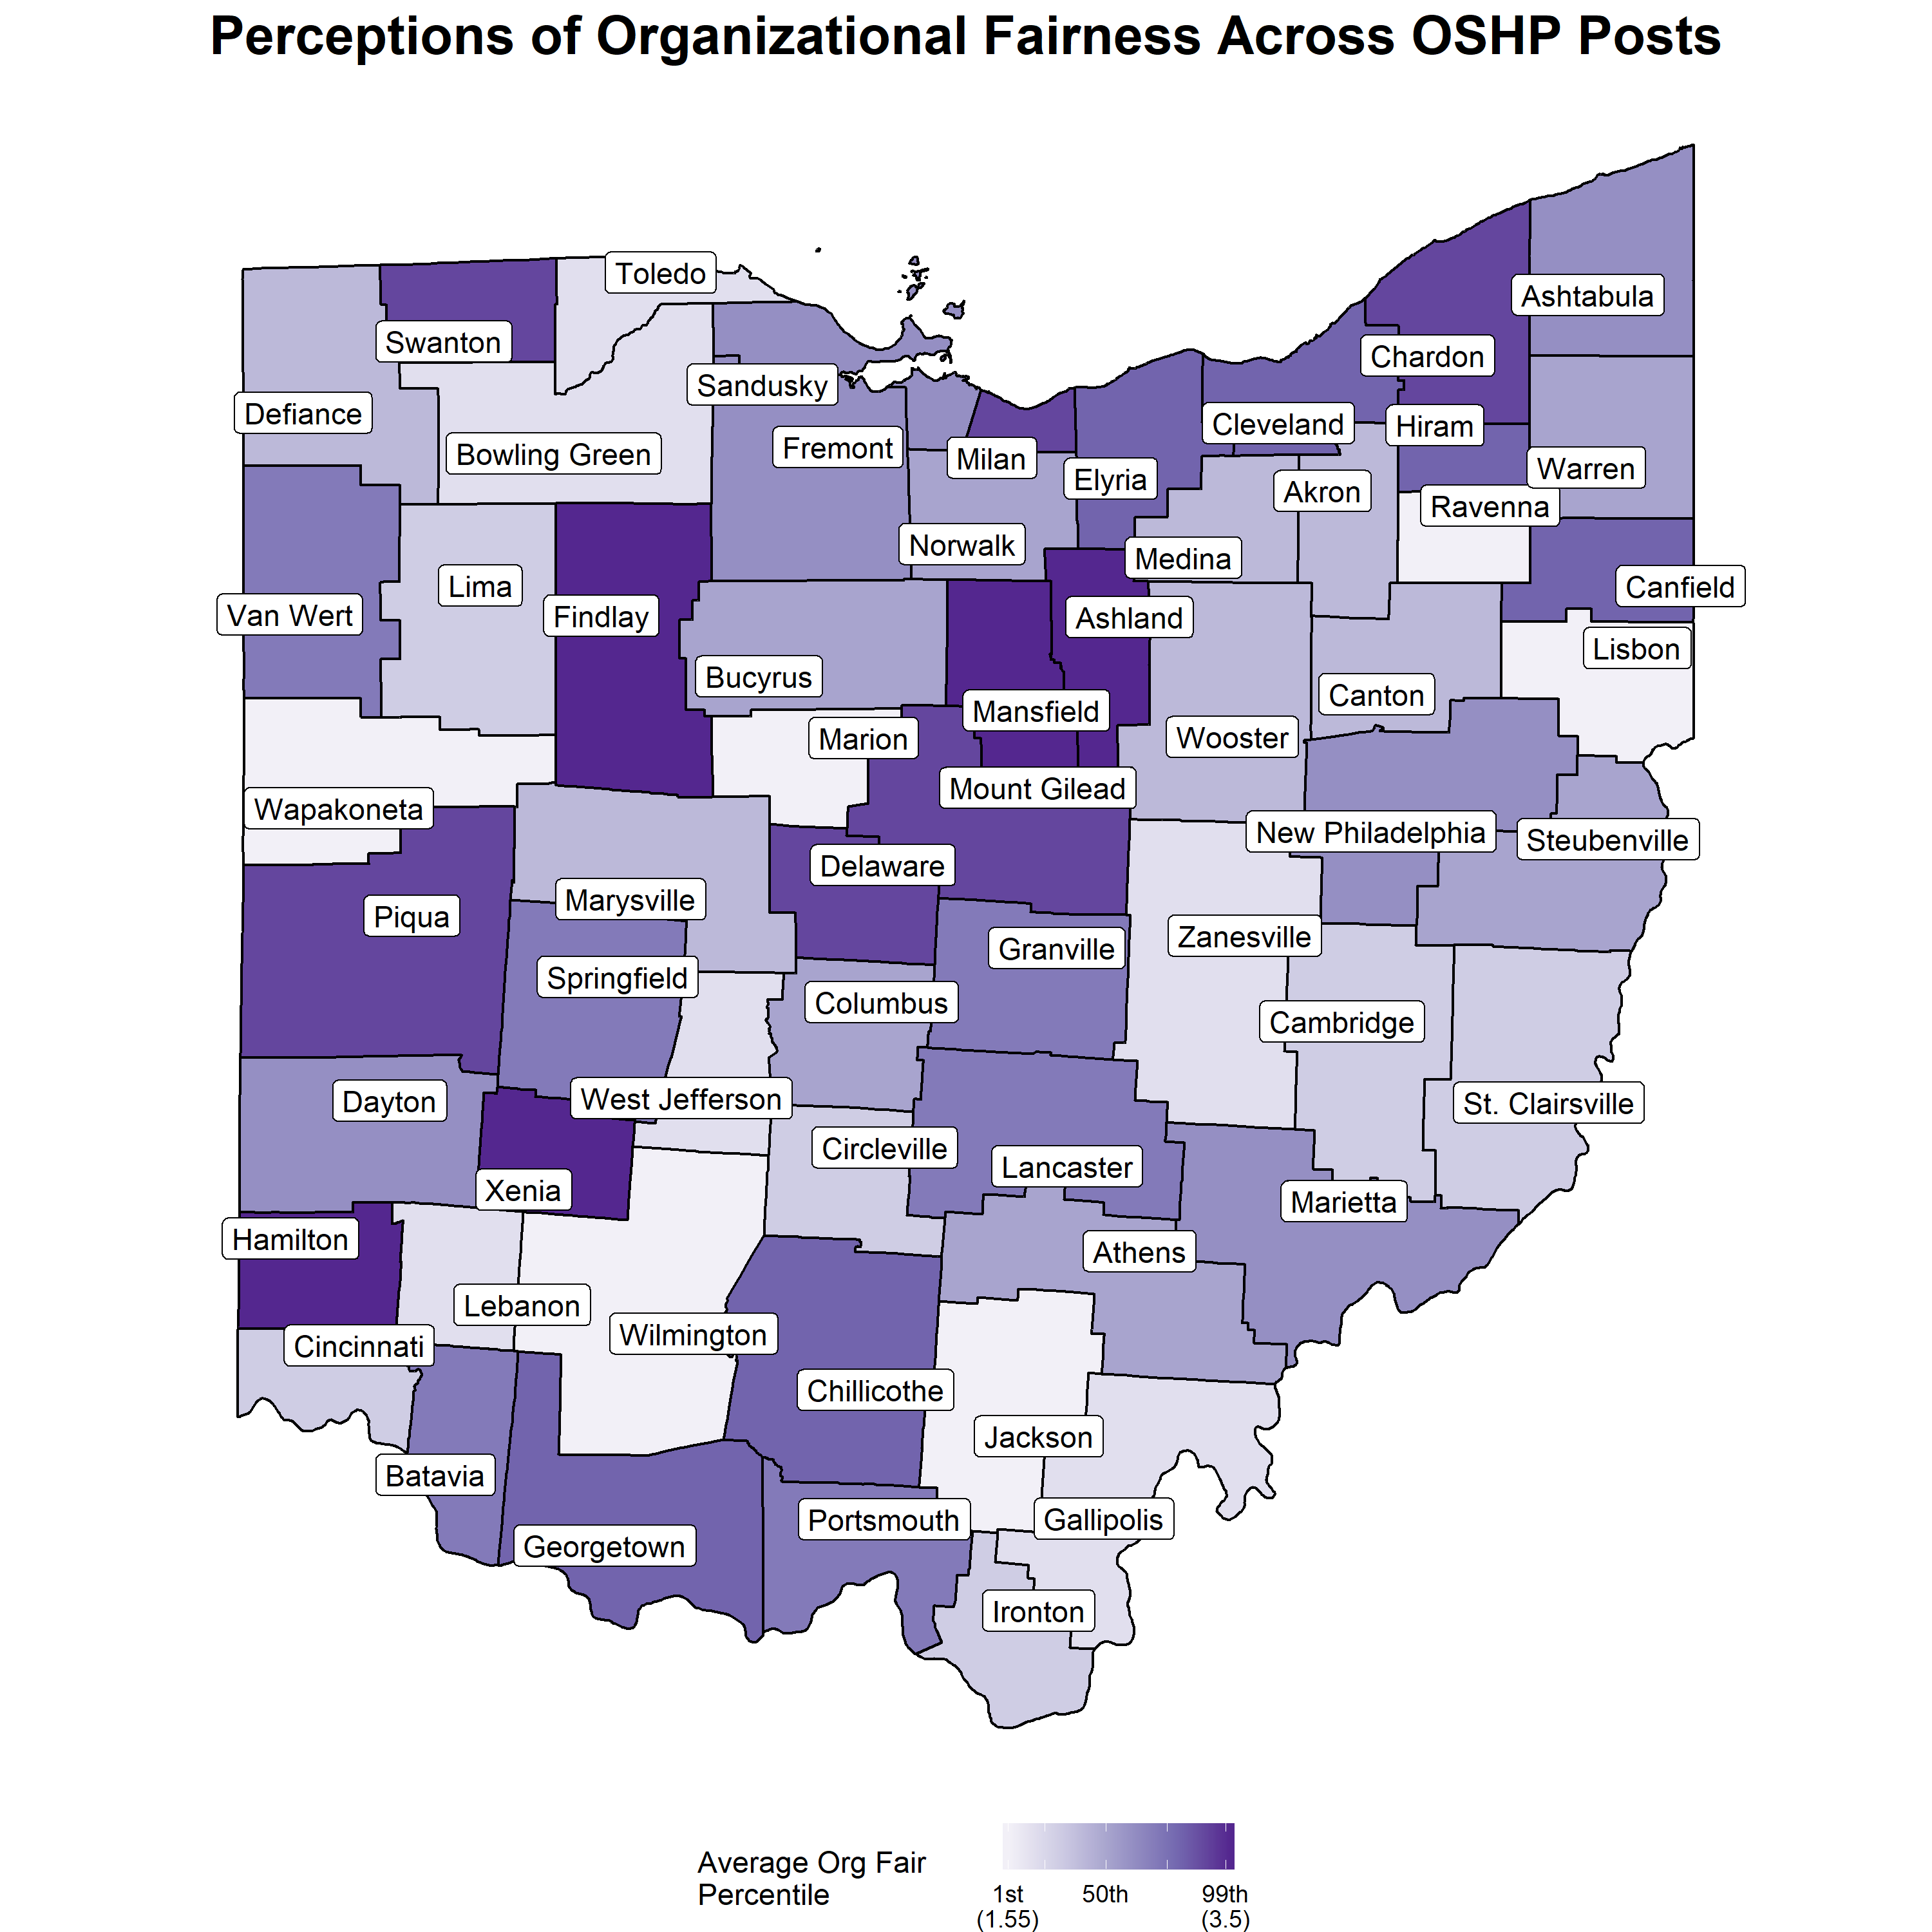 Perceptions of Organizational Fairness Across OSHP Posts
Toledo
Ashtabula
Swanton
Chardon
Sandusky
Defiance
Cleveland
Hiram
Fremont
Bowling Green
Milan
Warren
Elyria
Akron
Ravenna
Norwalk
Medina
Lima
Canfield
Van Wert
Findlay
Ashland
Lisbon
Bucyrus
Canton
Mansfield
Marion
Wooster
Mount Gilead
Wapakoneta
New Philadelphia
Steubenville
Delaware
Marysville
Piqua
Zanesville
Granville
Springfield
Columbus
Cambridge
West Jefferson
Dayton
St. Clairsville
Circleville
Lancaster
Xenia
Marietta
Hamilton
Athens
Lebanon
Wilmington
Cincinnati
Chillicothe
Jackson
Batavia
Portsmouth
Gallipolis
Georgetown
Ironton
Average Org Fair
Percentile
1st 50th 99th
(1.55) (3.5)